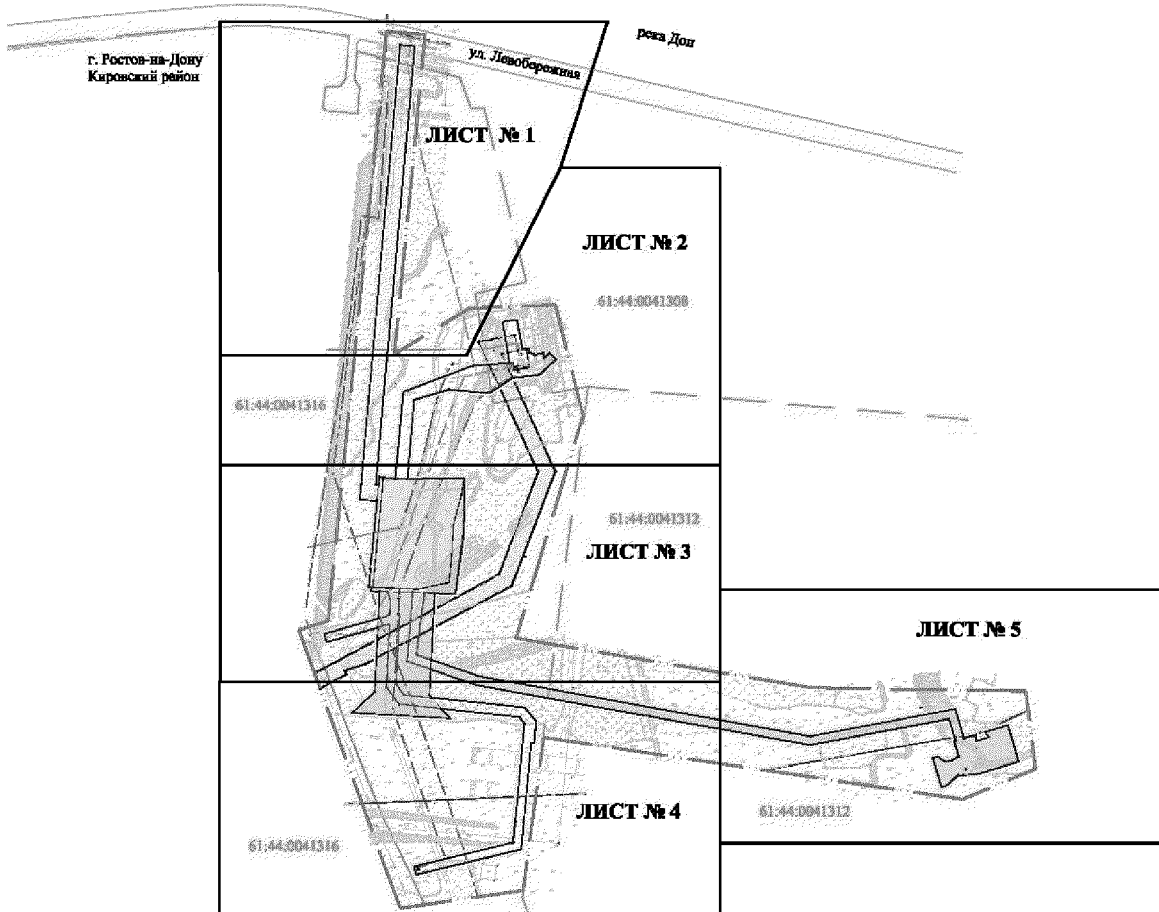 река Дон
г. Ростов-на-Дону
Кировский район
ул. Левобережная
ЛИСТ № 1
ЛИСТ № 2
61:44:0041308
61:44:0041316
61:44:0041312
ЛИСТ № 3
ЛИСТ № 5
ЛИСТ № 4
61:44:0041312
61:44:0041316